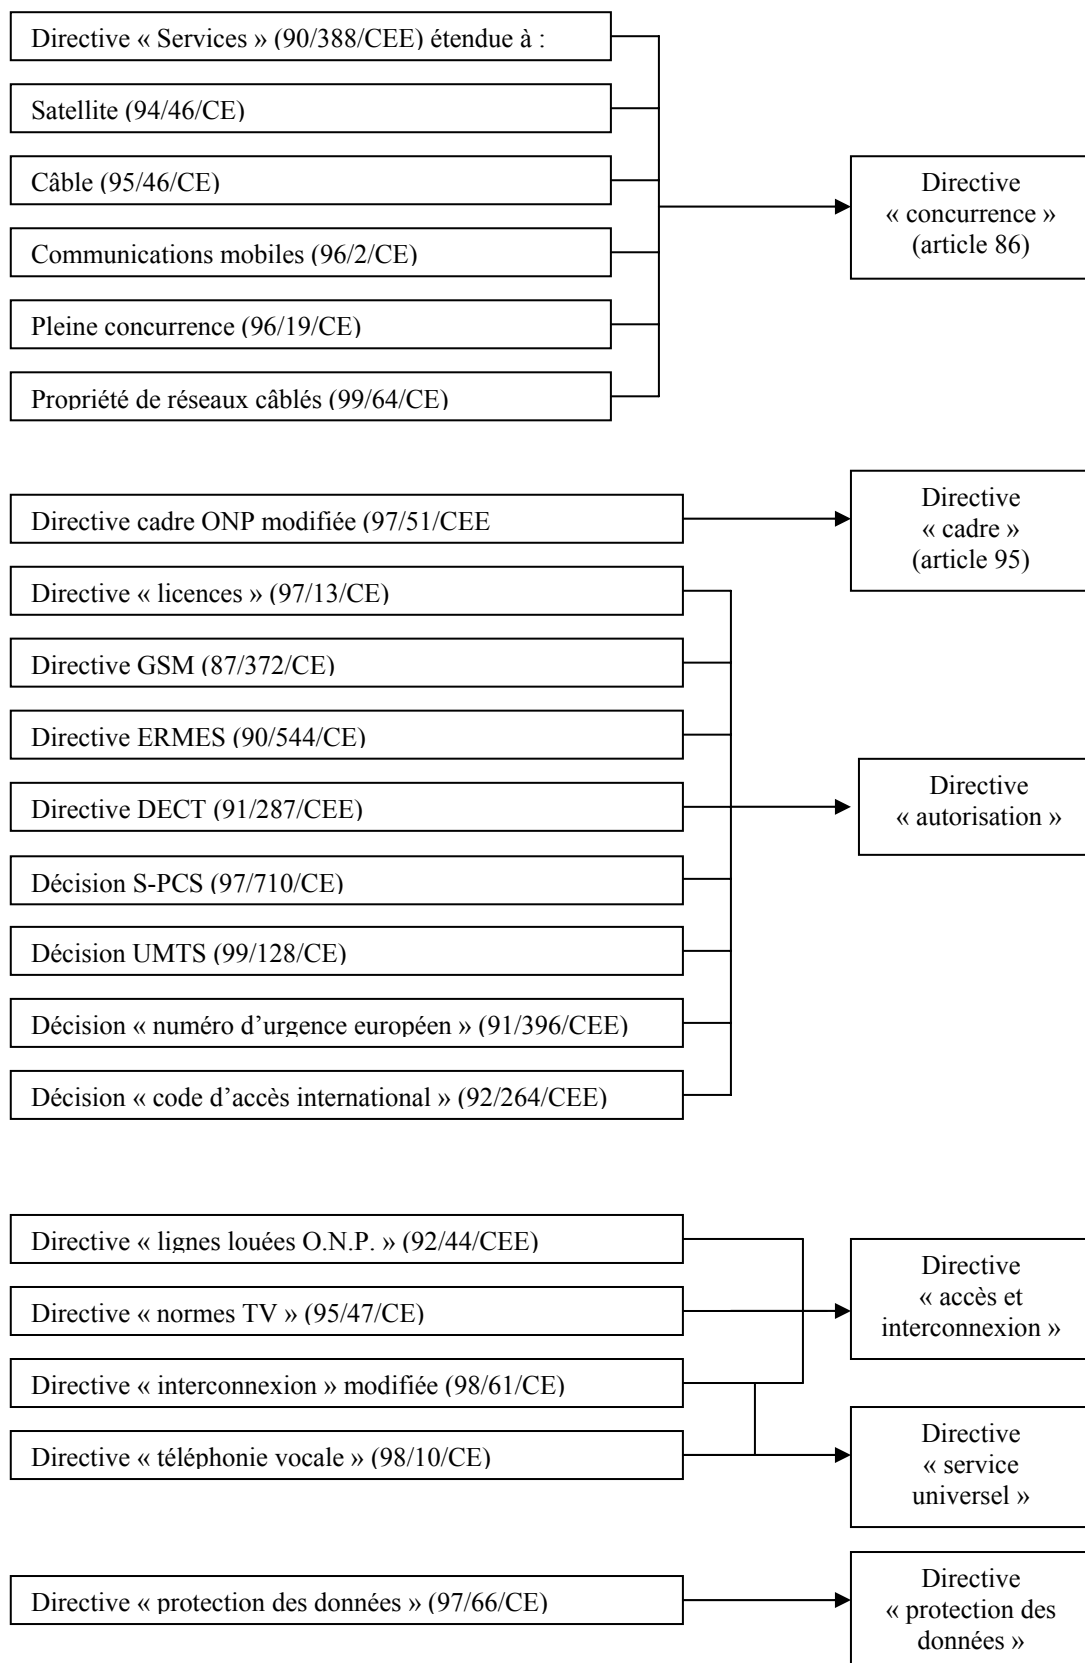 Directive « Services » (90/388/CEE) étendue à :
Satellite (94/46/CE)
Câble (95/46/CE)
Communications mobiles (96/2/CE)
Pleine concurrence (96/19/CE)
Propriété de réseaux câblés (99/64/CE)
Directive
« concurrence »
(article 86)
Directive cadre ONP modifiée (97/51/CEE
Directive
« cadre »
(article 95)
Directive « licences » (97/13/CE)
Directive GSM (87/372/CE)
Directive ERMES (90/544/CE)
Directive DECT (91/287/CEE)
Décision S-PCS (97/710/CE)
Décision UMTS (99/128/CE)
Décision « numéro d’urgence européen » (91/396/CEE)
Décision « code d’accès international » (92/264/CEE)
Directive
« autorisation »
Directive « lignes louées O.N.P. » (92/44/CEE)
Directive « normes TV » (95/47/CE)
Directive « interconnexion » modifiée (98/61/CE)
Directive « téléphonie vocale » (98/10/CE)
Directive
« accès et
interconnexion »
Directive
« service
universel »
Directive « protection des données » (97/66/CE)
Directive
« protection des
données »